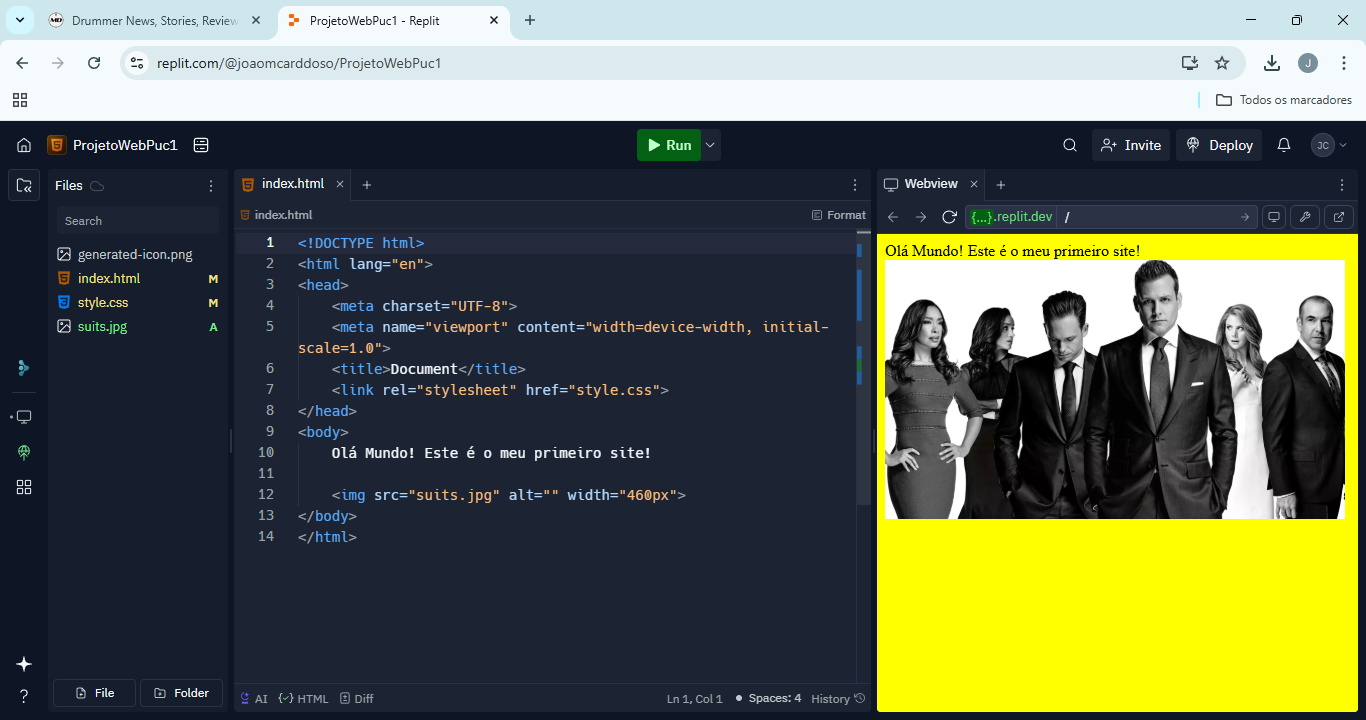 Drummer News, Stories, Review
ProjetoWebPuc1 - Replit
replit.com/@joaomcarddoso/ProjetoWebPuc1
J
Todos os marcadores
ProjetoWebPuc1
Run
Invite
Deploy
JC
Files
Search
generated-icon.png
index.html M
style.css M
suits.jpg A
File
Folder
index.html
index.html
Format
1 <!DOCTYPE html>
2 <html lang="en">
3 <head>
4 <meta charset="UTF-8">
5 <meta name="viewport" content="width=device-width, initial-
scale=1.0">
6 <title>Document</title>
7 <link rel="stylesheet" href="style.css">
8 </head>
9 <body>
10 Olá Mundo! Este é o meu primeiro site!
11
12 <img src="suits.jpg" alt="" width="460px">
13 </body>
14 </html>
AI
HTML
Diff
Ln 1, Col 1
Spaces: 4
History
Webview
{...}.replit.dev /
Olá Mundo! Este é o meu primeiro site!